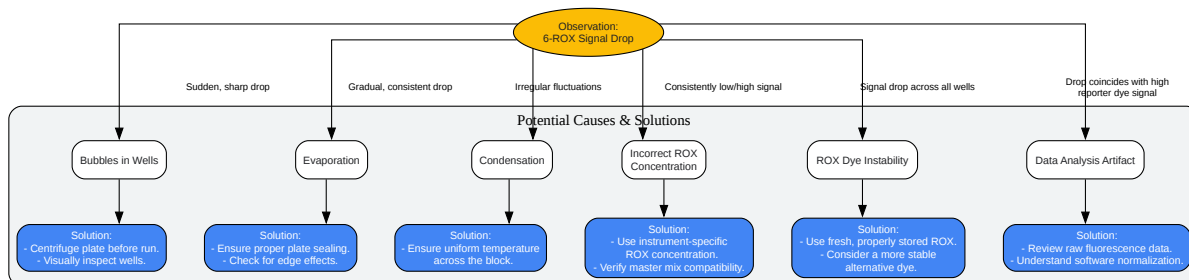 Observation:
6-ROX Signal Drop
Sudden, sharp drop
Gradual, consistent drop
Irregular fluctuations
Consistently low/high signal
Signal drop across all wells
Drop coincides with high
reporter dye signal
Potential Causes & Solutions
Bubbles in Wells
Evaporation
Condensation
Incorrect ROX
Concentration
ROX Dye Instability
Data Analysis Artifact
Solution:
- Centrifuge plate before run.
- Visually inspect wells.
Solution:
- Ensure proper plate sealing.
- Check for edge effects.
Solution:
- Ensure uniform temperature
across the block.
Solution:
- Use instrument-specific
ROX concentration.
- Verify master mix compatibility.
Solution:
- Use fresh, properly stored ROX.
- Consider a more stable
alternative dye.
Solution:
- Review raw fluorescence data.
- Understand software normalization.